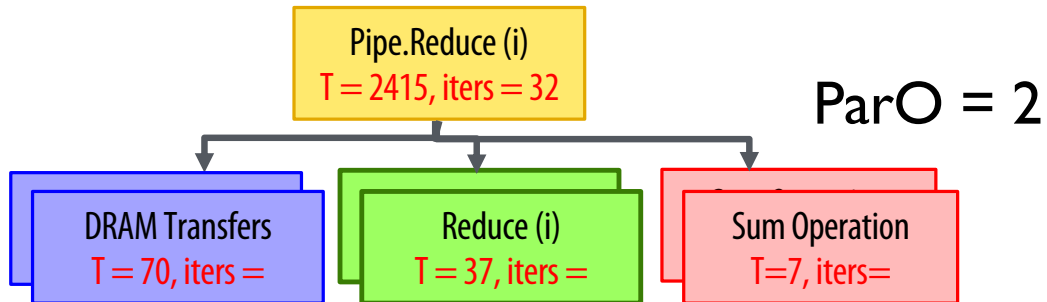 Pipe.Reduce (i)
T = 2415, iters = 32
ParO = 2
DRAM Transfers
T = 70, iters =
Reduce (i)
T = 37, iters =
Sum Operation
T=7, iters=